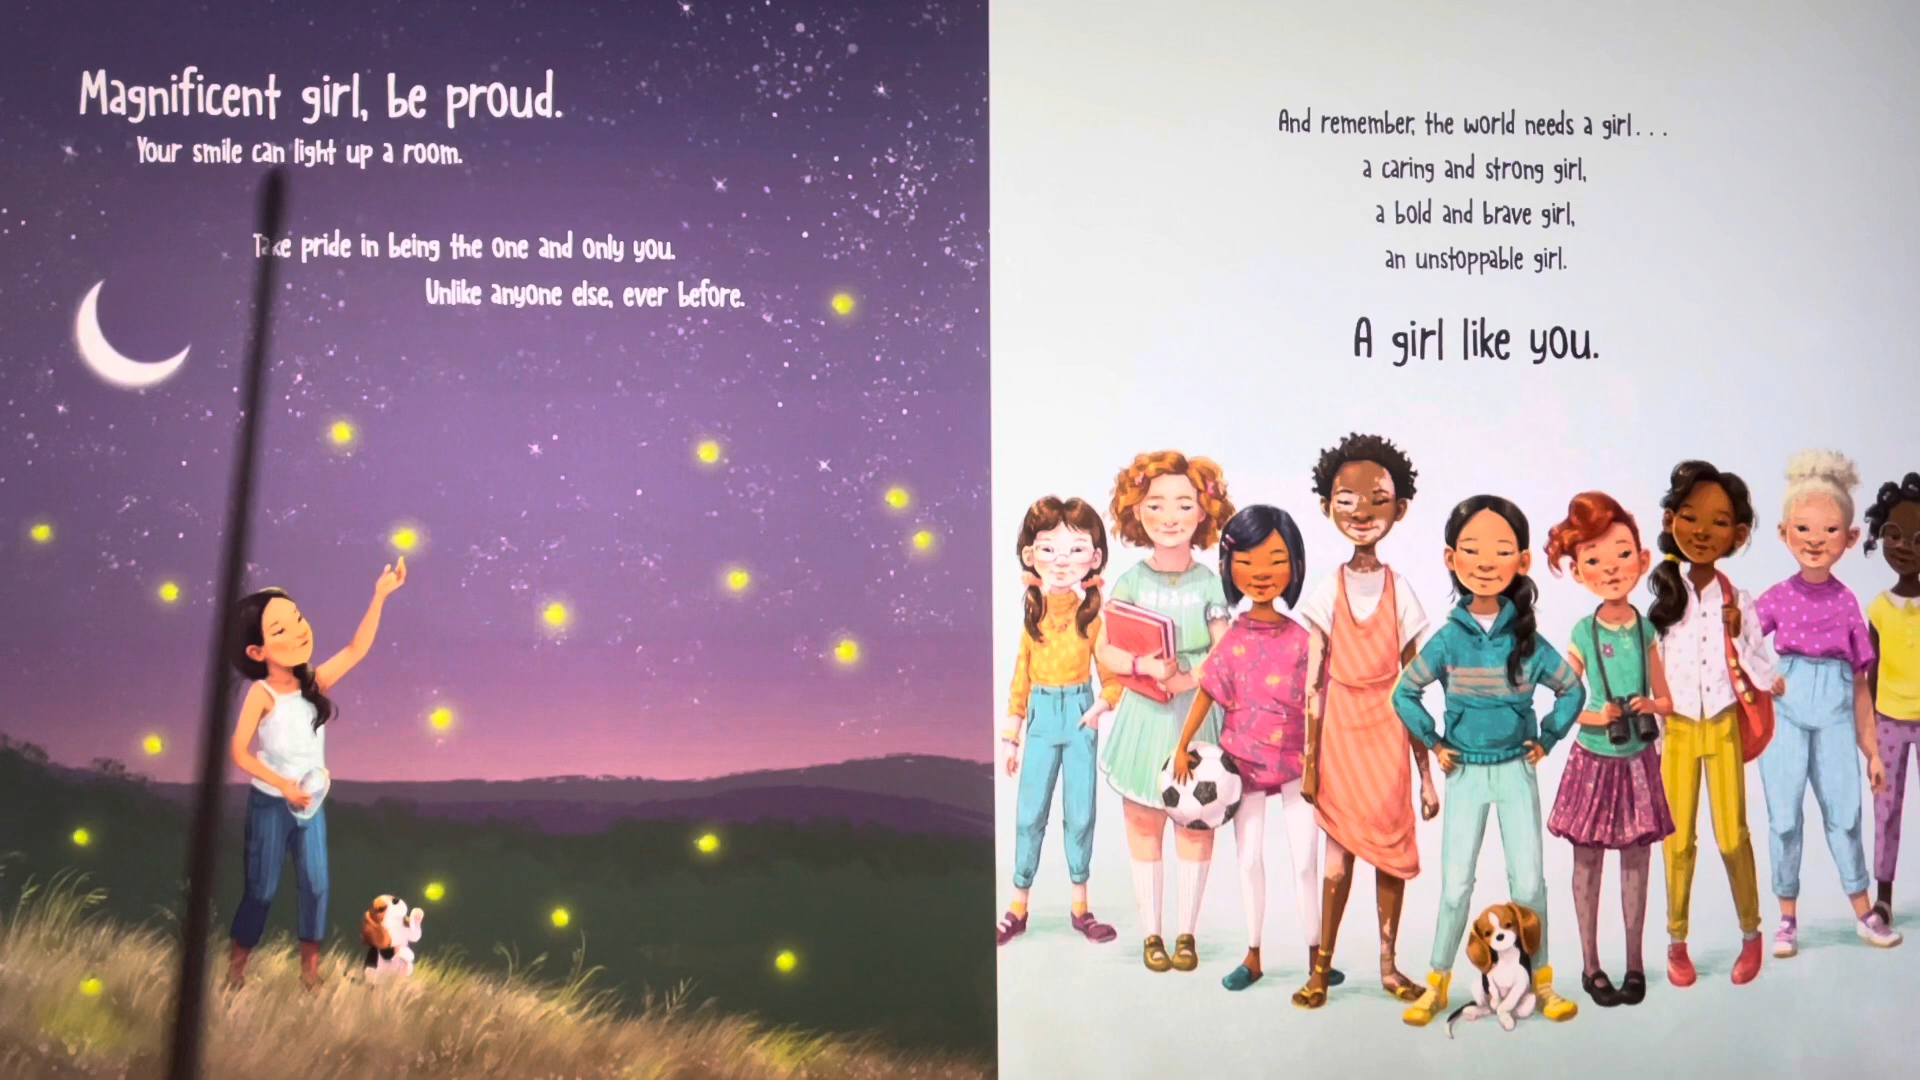 Magnificent girl, be proud.
Your smile can light up a room.
Take pride in being the one and only you.
Unlike anyone else, ever before.
And remember, the world needs a girl...
a caring and strong girl,
a bold and brave girl,
an unstoppable girl.
A girl like you.